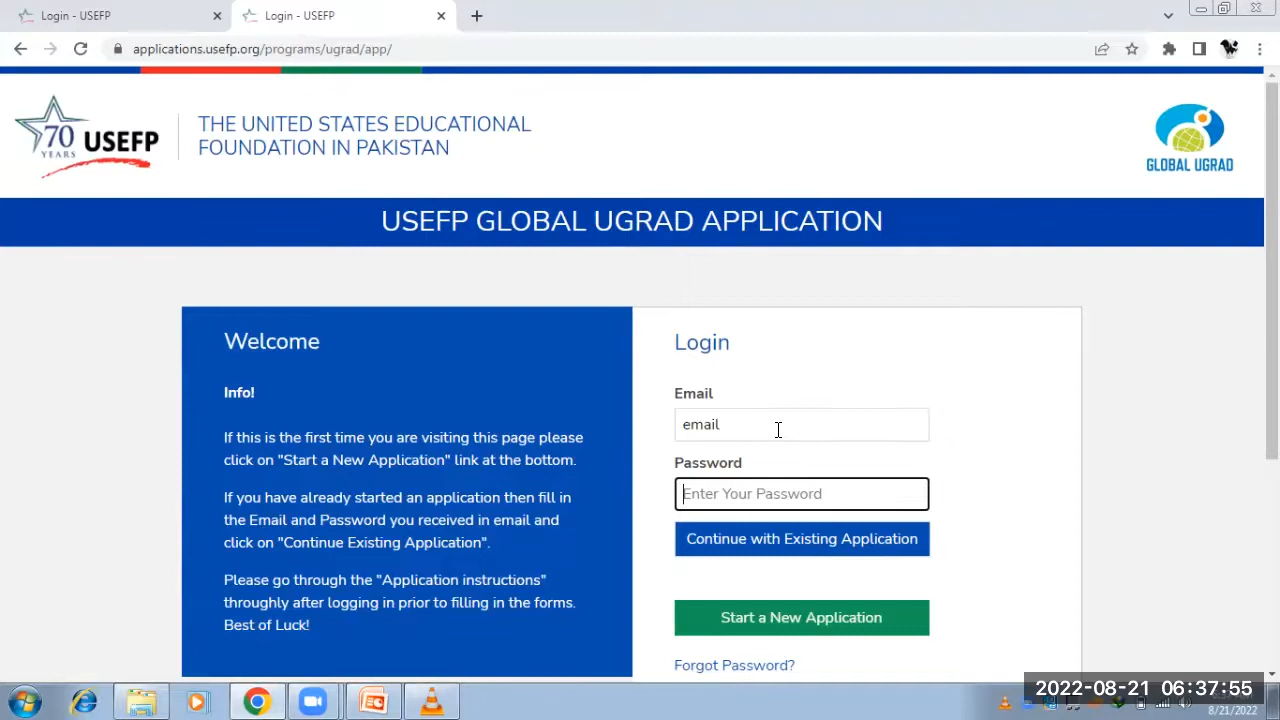 Login - USEFP
Login - USEFP
applications.usefp.org/programs/ugrad/app/
70 YEARS USEFP
THE UNITED STATES EDUCATIONAL
FOUNDATION IN PAKISTAN
GLOBAL UGRAD
USEFP GLOBAL UGRAD APPLICATION
Welcome
Info!
If this is the first time you are visiting this page please
click on "Start a New Application" link at the bottom.
If you have already started an application then fill in
the Email and Password you received in email and
click on "Continue Existing Application".
Please go through the "Application instructions"
throughly after logging in prior to filling in the forms.
Best of Luck!
Login
Email
email
Password
Enter Your Password
Continue with Existing Application
Start a New Application
Forgot Password?
2022-08-21 06:37:55
8/21/2022